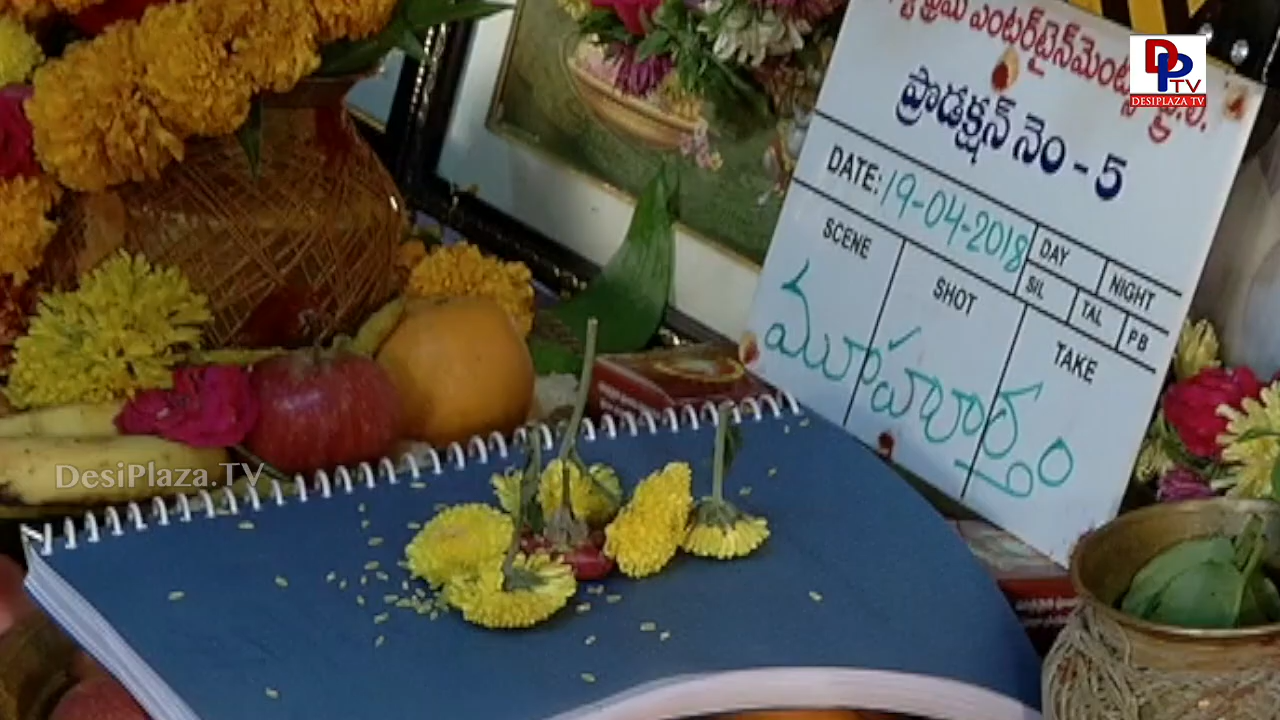 ఎంటర్‌టైన్‌మెంట్స్ ప్రై.లి.
ప్రొడక్షన్ నెం - 5
DATE: 19-04-2018
DAY NIGHT
SIL TAL PB
SCENE SHOT TAKE
ముాహుర్తం
DPTV
DESIPLAZA TV
DesiPlaza.TV